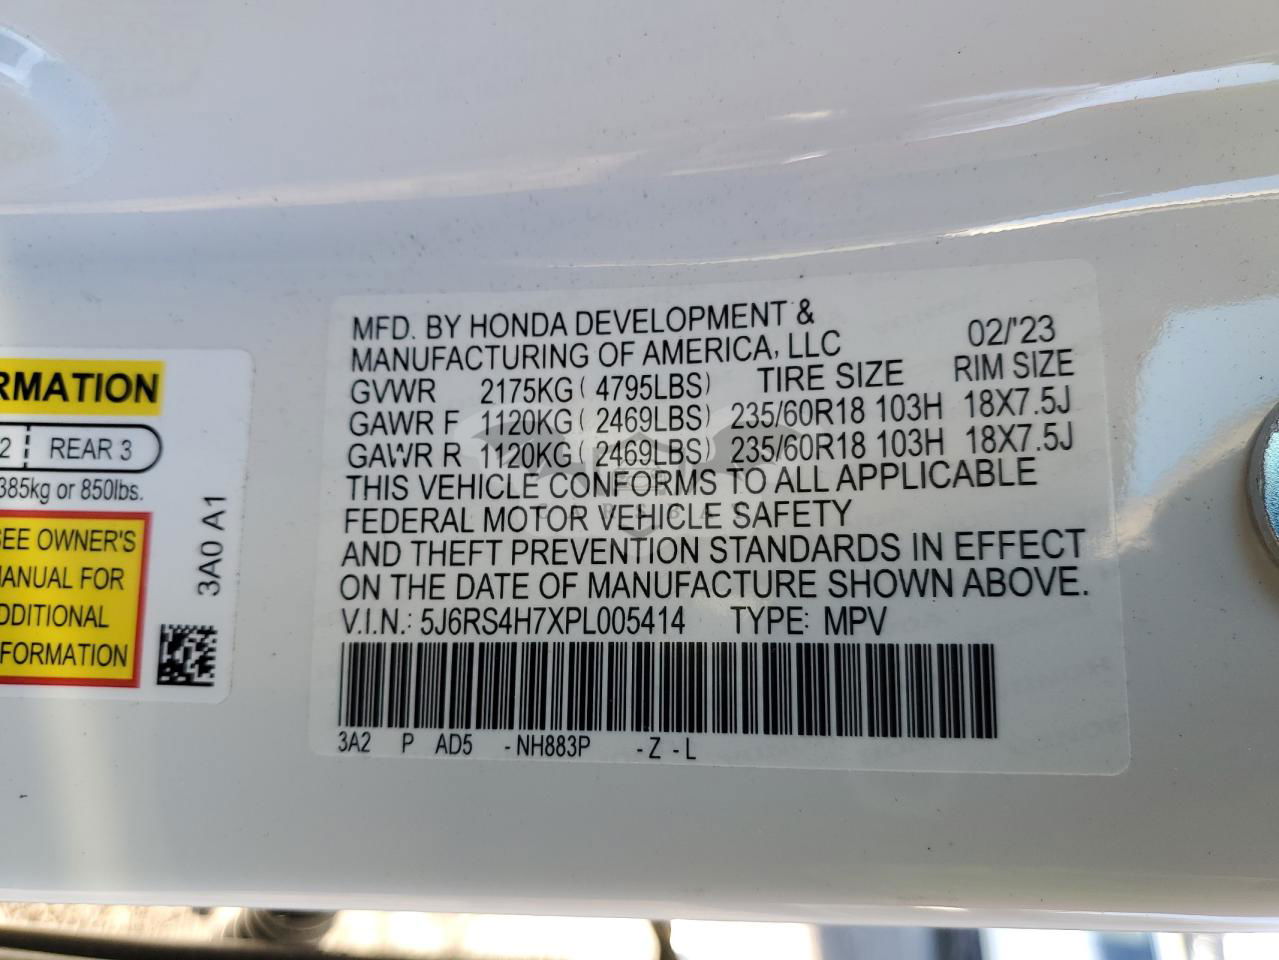 RMATION
2 REAR 3
385kg or 850lbs.
SEE OWNER'S
MANUAL FOR
DDITIONAL
FORMATION
3A0 A1
MFD. BY HONDA DEVELOPMENT &
MANUFACTURING OF AMERICA, LLC 02/'23
GVWR 2175KG ( 4795LBS) TIRE SIZE RIM SIZE
GAWR F 1120KG ( 2469LBS) 235/60R18 103H 18X7.5J
GAWR R 1120KG ( 2469LBS) 235/60R18 103H 18X7.5J
THIS VEHICLE CONFORMS TO ALL APPLICABLE
FEDERAL MOTOR VEHICLE SAFETY
AND THEFT PREVENTION STANDARDS IN EFFECT
ON THE DATE OF MANUFACTURE SHOWN ABOVE.
V.I.N.: 5J6RS4H7XPL005414 TYPE: MPV
3A2 P AD5 -NH883P -Z -L